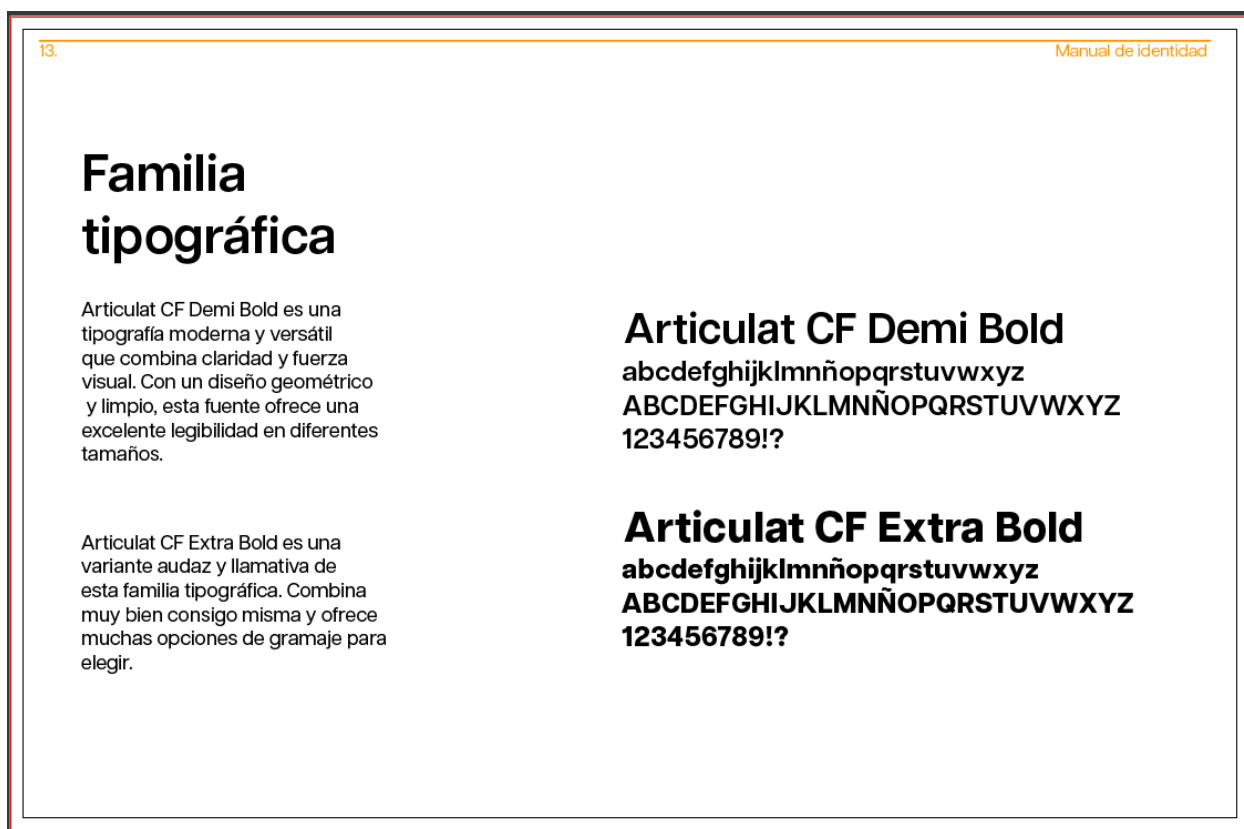 13.
Manual de identidad
Familia
tipográfica
Articulat CF Demi Bold es una
tipografía moderna y versátil
que combina claridad y fuerza
visual. Con un diseño geométrico
y limpio, esta fuente ofrece una
excelente legibilidad en diferentes
tamaños.
Articulat CF Extra Bold es una
variante audaz y llamativa de
esta familia tipográfica. Combina
muy bien consigo misma y ofrece
muchas opciones de gramaje para
elegir.
Articulat CF Demi Bold
abcdefghijklmnñopqrstuvwxyz
ABCDEFGHIJKLMNÑOPQRSTUVWXYZ
123456789!?
Articulat CF Extra Bold
abcdefghijklmnñopqrstuvwxyz
ABCDEFGHIJKLMNÑOPQRSTUVWXYZ
123456789!?